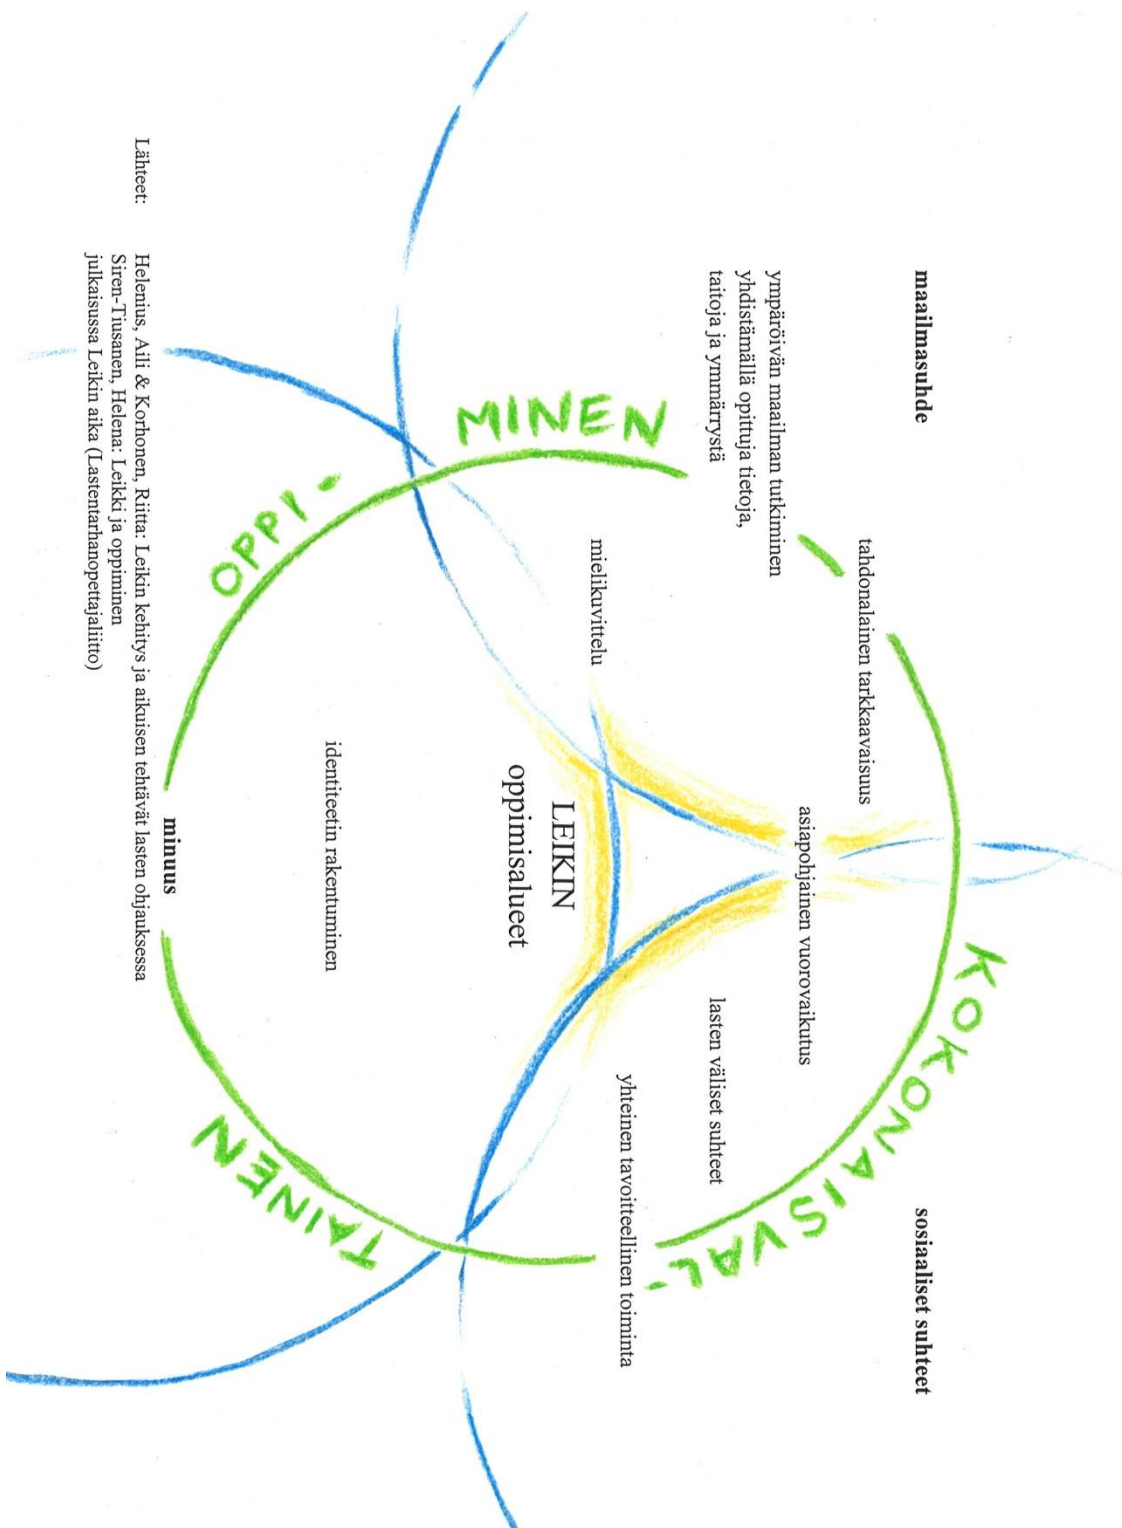 maailmasuhde
sosiaaliset suhteet
tahdonalainen tarkkaavaisuus
asiapohjainen vuorovaikutus
ympäröivän maailman tutkiminen
yhdistämällä opittuja tietoja,
taitoja ja ymmärrystä
lasten väliset suhteet
yhteinen tavoitteellinen toiminta
mielikuvittelu
LEIKIN
oppimisalueet
identiteetin rakentuminen
minuus
KOKONAISVAL-
TAINEN
OPPI-
MINEN
Lähteet:
Helenius, Aili & Korhonen, Riitta: Leikin kehitys ja aikuisen tehtävät lasten ohjauksessa
Siren-Tiusanen, Helena: Leikki ja oppiminen
julkaisussa Leikin aika (Lastentarhanopettajaliitto)